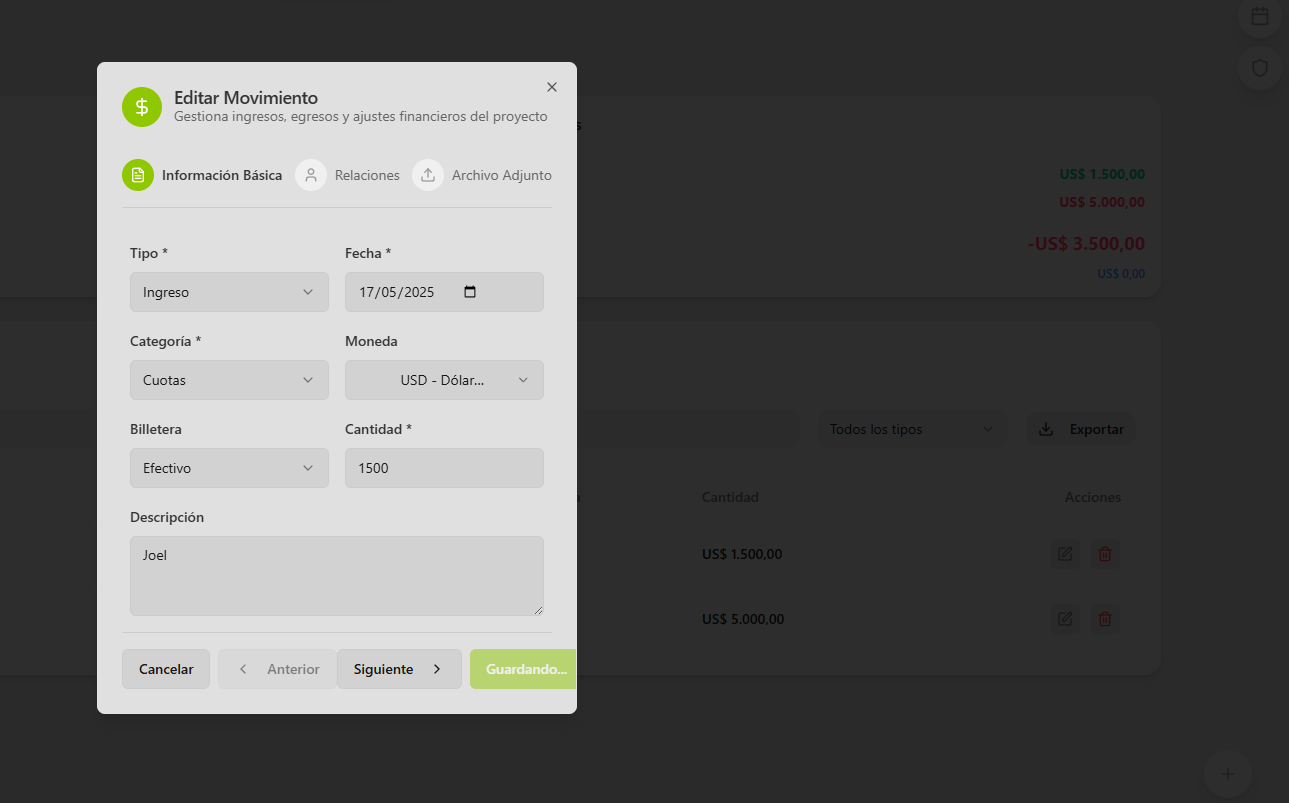 Editar Movimiento
Gestiona ingresos, egresos y ajustes financieros del proyecto
Información Básica
Relaciones
Archivo Adjunto
Tipo *
Fecha *
Ingreso
17/05/2025
Categoría *
Moneda
Cuotas
USD - Dólar...
Billetera
Cantidad *
Efectivo
1500
Descripción
Joel
Cancelar
Anterior
Siguiente
Guardando...
US$ 1.500,00
US$ 5.000,00
-US$ 3.500,00
US$ 0,00
Todos los tipos
Exportar
Cantidad
Acciones
US$ 1.500,00
US$ 5.000,00